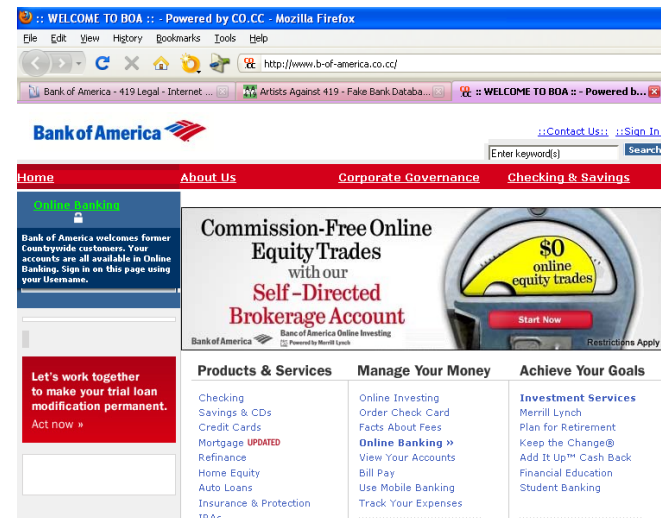 :: WELCOME TO BOA :: - Powered by CO.CC - Mozilla Firefox
File Edit View History Bookmarks Tools Help
http://www.b-of-america.co.cc/
Bank of America - 419 Legal - Internet ...
Artists Against 419 - Fake Bank Databa...
:: WELCOME TO BOA :: - Powered b...
Bank of America
::Contact Us:: ::Sign In
Enter keyword(s) Search
Home About Us Corporate Governance Checking & Savings
Online Banking
Bank of America welcomes former
Countrywide customers. Your
accounts are all available in Online
Banking. Sign in on this page using
your Username.
Commission-Free Online
Equity Trades
with our
Self-Directed
Brokerage Account
Bank of America
Banc of America Online Investing
Powered by Merrill Lynch
$0
online
equity trades
Start Now
Restrictions Apply
Let's work together
to make your trial loan
modification permanent.
Act now »
Products & Services
Checking
Savings & CDs
Credit Cards
Mortgage UPDATED
Refinance
Home Equity
Auto Loans
Insurance & Protection
IRAs
Manage Your Money
Online Investing
Order Check Card
Facts About Fees
Online Banking »
View Your Accounts
Bill Pay
Use Mobile Banking
Track Your Expenses
Achieve Your Goals
Investment Services
Merrill Lynch
Plan for Retirement
Keep the Change®
Add It Up™ Cash Back
Financial Education
Student Banking